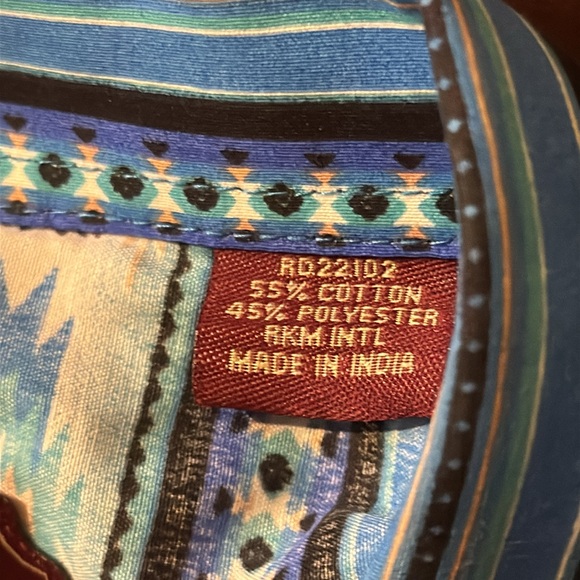 RD22102
55% COTTON
45% POLYESTER
RKM INTL
MADE IN INDIA